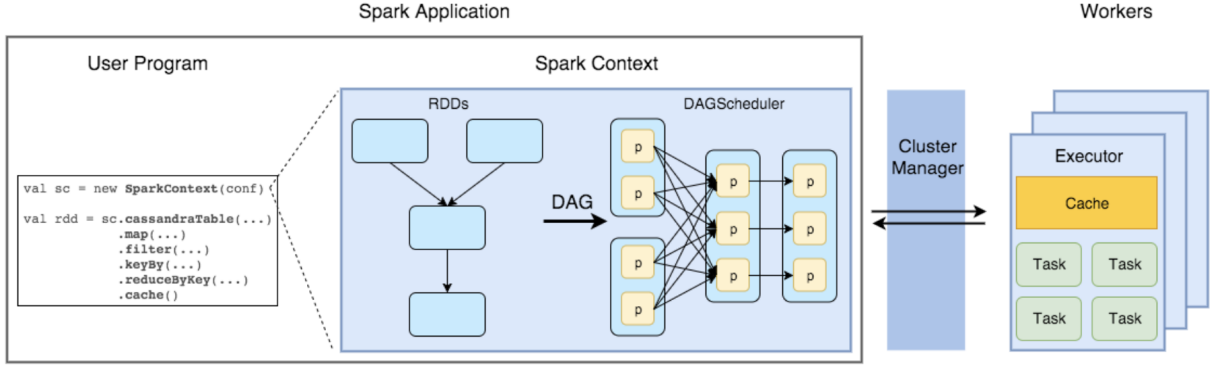 Spark Application
Workers
User Program
Spark Context
RDDs
DAGScheduler
val sc = new SparkContext(conf)
val rdd = sc.cassandraTable(...)
.map(...)
.filter(...)
.keyBy(...)
.reduceByKey(...)
.cache()
DAG
p
p
p
p
p
p
p
p
p
p
Cluster
Manager
Executor
Cache
Task
Task
Task
Task